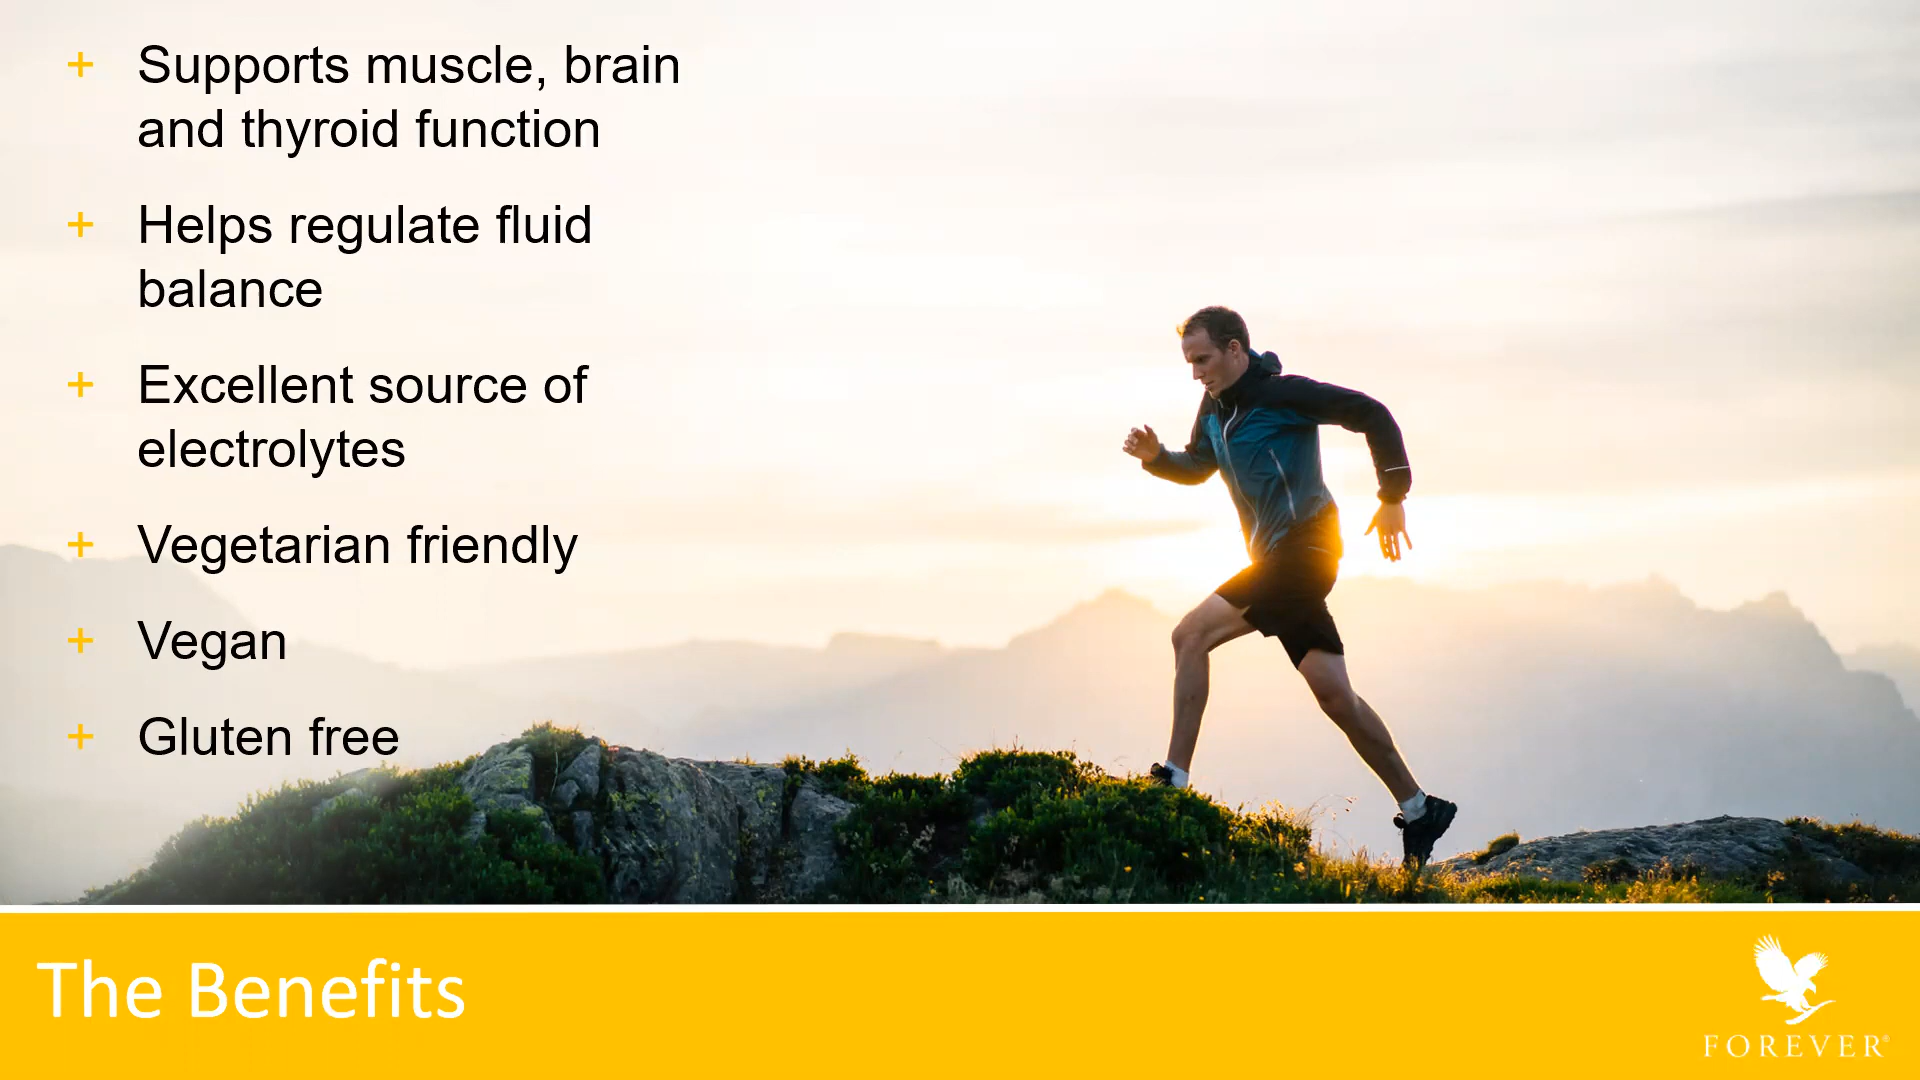 + Supports muscle, brain
and thyroid function
+ Helps regulate fluid
balance
+ Excellent source of
electrolytes
+ Vegetarian friendly
+ Vegan
+ Gluten free
The Benefits
FOREVER®